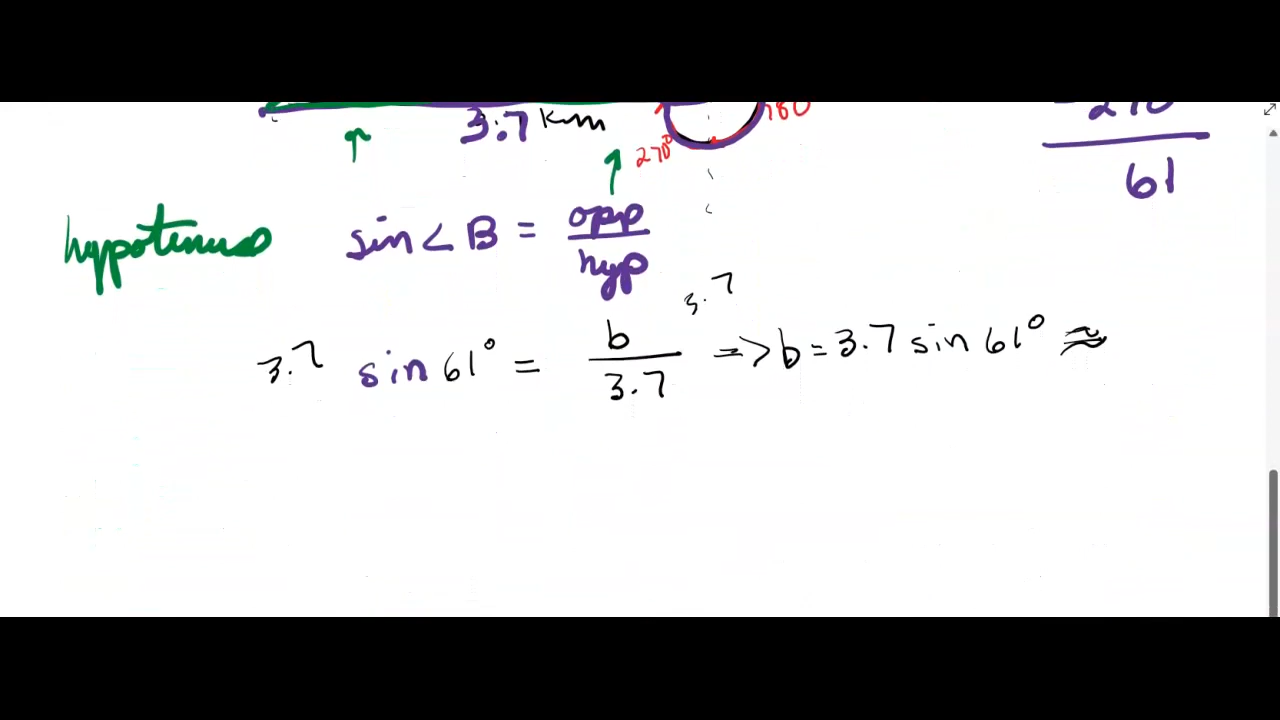 3.7 km
180
270°
61
hypotenuse
sin∠B = opp/hyp
3.7
3.7 sin 61° = b/3.7 => b = 3.7 sin 61° ≈